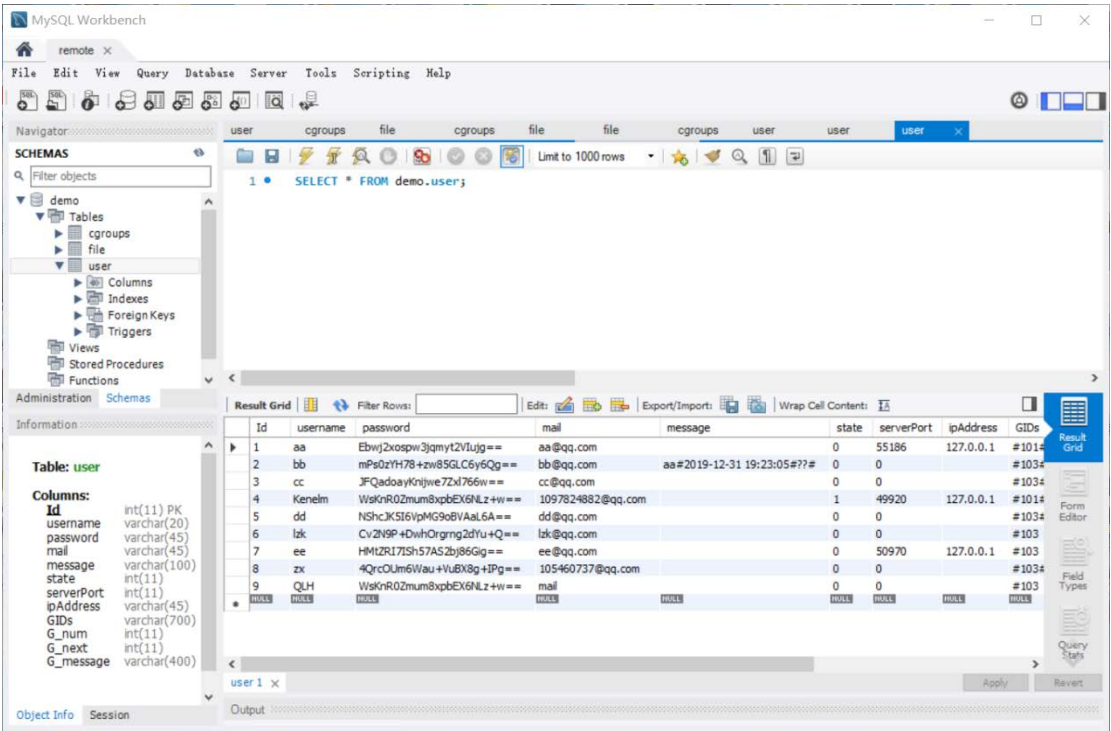 MySQL Workbench
remote
File Edit View Query Database Server Tools Scripting Help
Navigator
user cgroups file cgroups file file cgroups user user user
SCHEMAS
Limit to 1000 rows
Filter objects
1 SELECT * FROM demo.user;
demo
Tables
cgroups
file
user
Columns
Indexes
Foreign Keys
Triggers
Views
Stored Procedures
Functions
Administration Schemas
Result Grid Filter Rows: Edit: Export/Import: Wrap Cell Content:
Information
Id username password mail message state serverPort ipAddress GIDs
1 aa Ebwj2xospw3jqmyt2VIujg== aa@qq.com 0 55186 127.0.0.1 #101#
2 bb mPs0zYH78+zw85GLC6y6Qg== bb@qq.com aa#2019-12-31 19:23:05#??# 0 0 #103#
3 cc JFQadoayKnijwe7Zxl766w== cc@qq.com 0 0 #103#
4 Kenelm WsKnR0Zmum8xpbEX6NLz+w== 1097824882@qq.com 1 49920 127.0.0.1 #101#
5 dd NShcJK5I6VpMG9oBVAaL6A== dd@qq.com 0 0 #103#
6 lzk Cv2N9P+DwhOrgrng2dYu+Q== lzk@qq.com 0 0 #103
7 ee HMtZRI7ISh57AS2bj86Gig== ee@qq.com 0 50970 127.0.0.1 #103
8 zx 4QrcOUm6Wau+VuBX8g+IPg== 105460737@qq.com 0 0 #103#
9 QLH WsKnR0Zmum8xpbEX6NLz+w== mail 0 0 #103
NULL NULL NULL NULL NULL NULL NULL NULL NULL
Result
Grid
Form
Editor
Field
Types
Query
Stats
Table: user
Columns:
Id int(11) PK
username varchar(20)
password varchar(45)
mail varchar(45)
message varchar(100)
state int(11)
serverPort int(11)
ipAddress varchar(45)
GIDs varchar(700)
G_num int(11)
G_next int(11)
G_message varchar(400)
user 1 Apply Revert
Output
Object Info Session